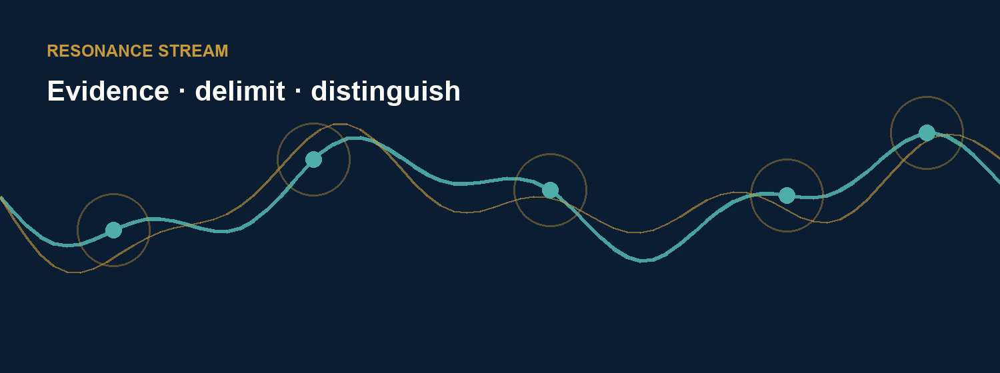 RESONANCE STREAM
Evidence · delimit · distinguish